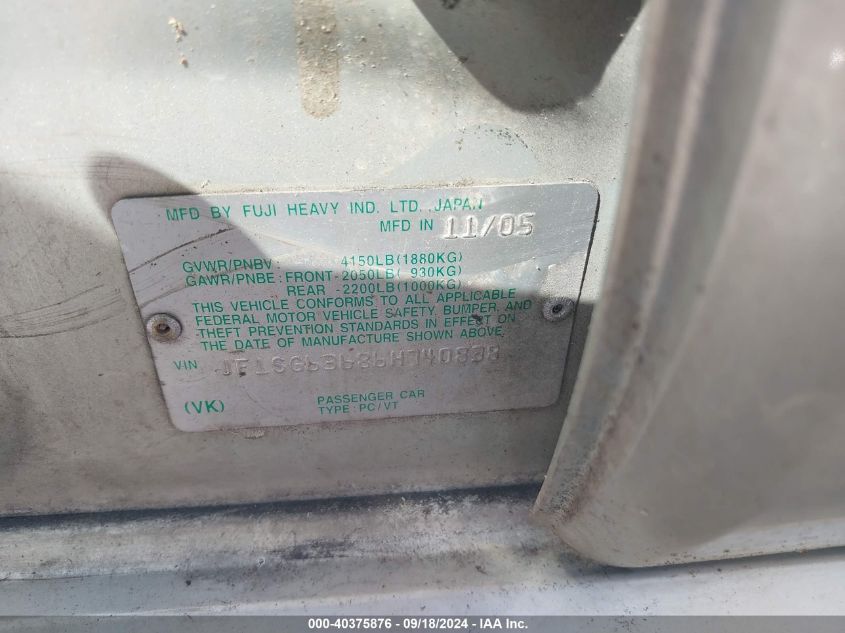 MFD BY FUJI HEAVY IND. LTD. JAPAN
MFD IN 11/05
GVWR/PNBV : 4150LB(1880KG)
GAWR/PNBE : FRONT-2050LB( 930KG)
REAR -2200LB(1000KG)
THIS VEHICLE CONFORMS TO ALL APPLICABLE
FEDERAL MOTOR VEHICLE SAFETY, BUMPER, AND
THEFT PREVENTION STANDARDS IN EFFECT ON
THE DATE OF MANUFACTURE SHOWN ABOVE.
VIN JF1SG63636H740838
(VK) PASSENGER CAR
TYPE : PC/VT
000-40375876 - 09/18/2024 - IAA Inc.